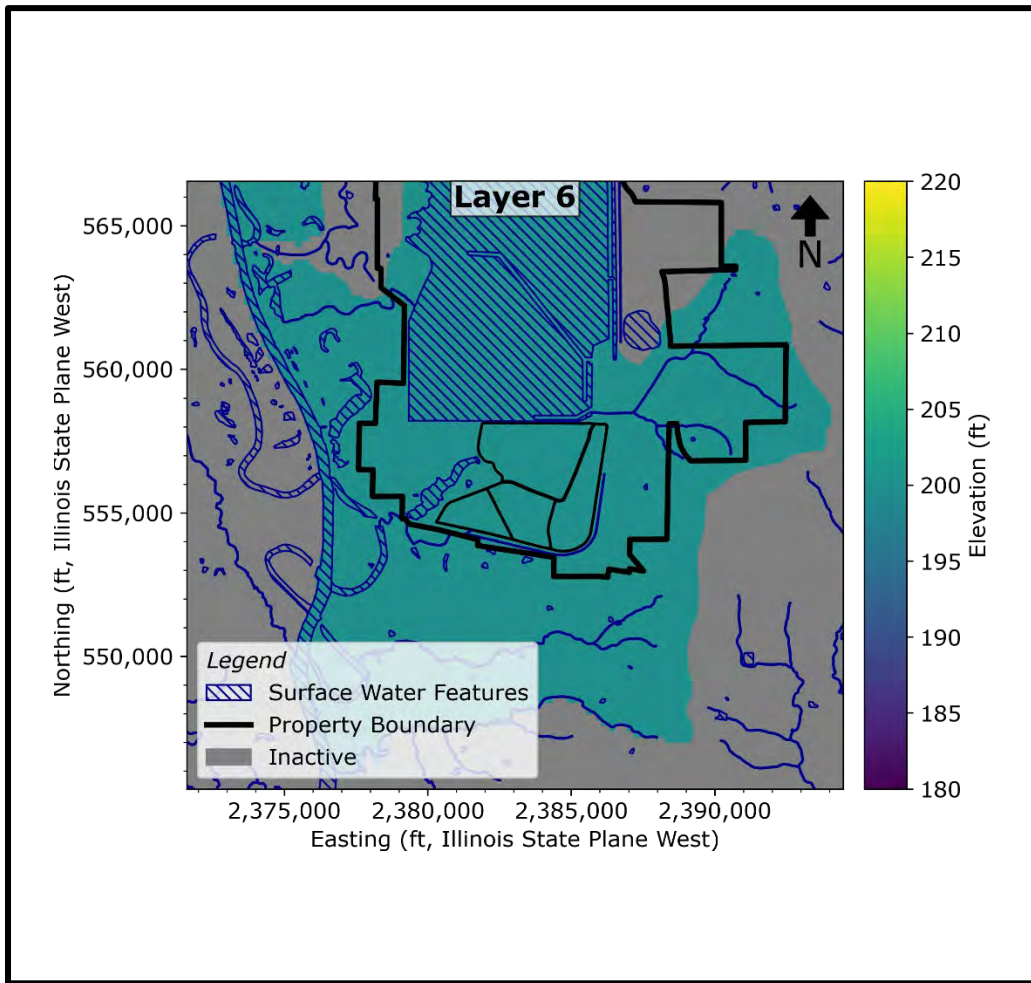 Layer 6
N
565,000
560,000
555,000
550,000
Northing (ft, Illinois State Plane West)
Legend
Surface Water Features
Property Boundary
Inactive
2,375,000 2,380,000 2,385,000 2,390,000
Easting (ft, Illinois State Plane West)
220
215
210
205
200
195
190
185
180
Elevation (ft)